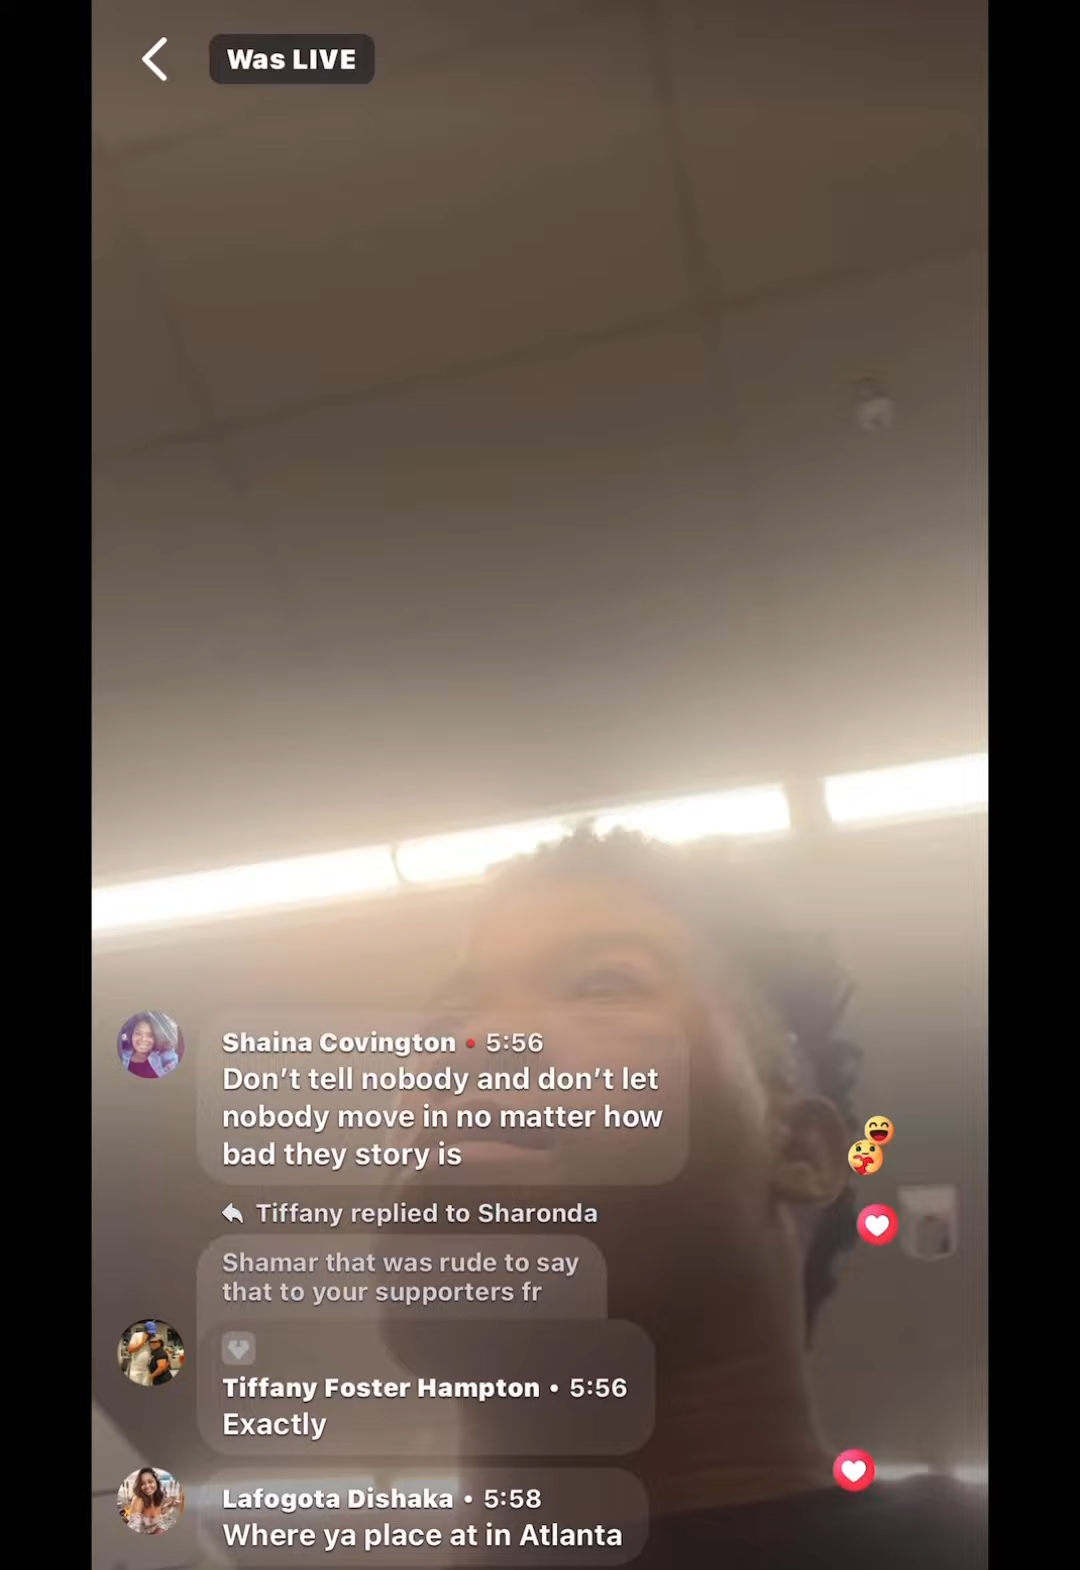 Was LIVE
Shaina Covington • 5:56
Don't tell nobody and don't let
nobody move in no matter how
bad they story is
Tiffany replied to Sharonda
Shamar that was rude to say
that to your supporters fr
Tiffany Foster Hampton • 5:56
Exactly
Lafogota Dishaka • 5:58
Where ya place at in Atlanta